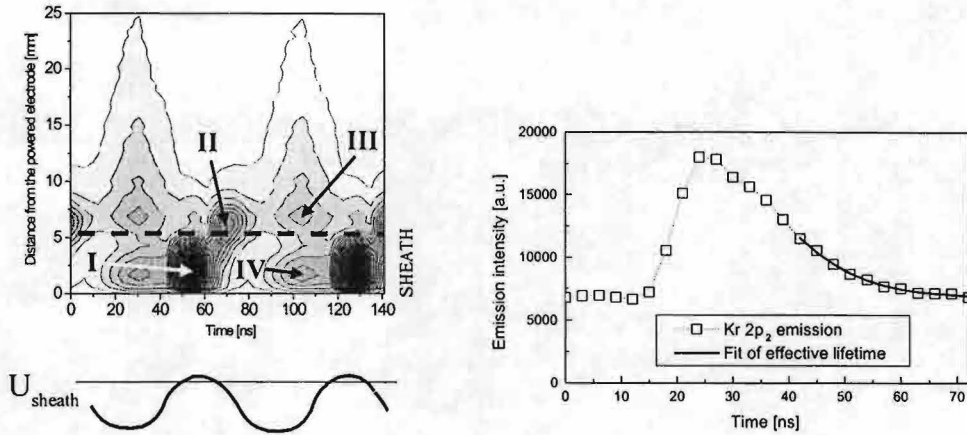 25
20
15
10
5
0
Distance from the powered electrode [mm]
II
III
I
IV
SHEATH
0 20 40 60 80 100 120 140
Time [ns]
U sheath
20000
15000
10000
5000
0
Emission intensity [a.u.]
Kr 2p₂ emission
Fit of effective lifetime
0 10 20 30 40 50 60 70
Time [ns]